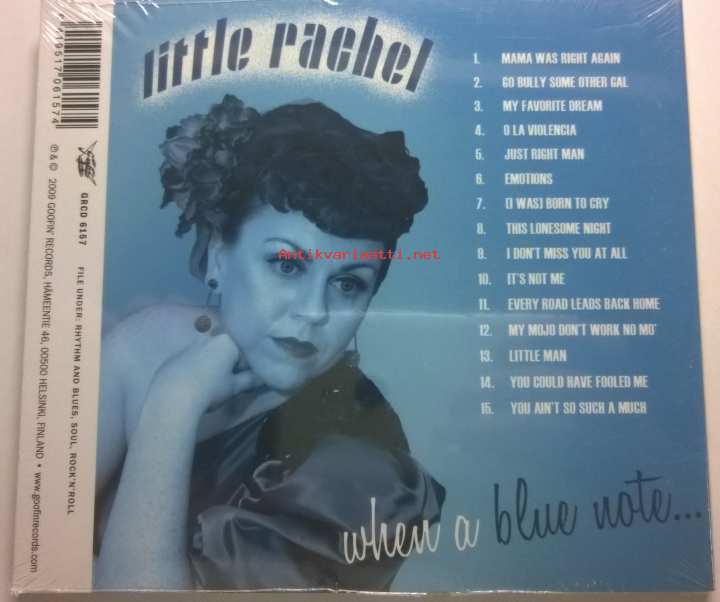 little rachel
1. MAMA WAS RIGHT AGAIN
2. GO BULLY SOME OTHER GAL
3. MY FAVORITE DREAM
4. O LA VIOLENCIA
5. JUST RIGHT MAN
6. EMOTIONS
7. (I WAS) BORN TO CRY
8. THIS LONESOME NIGHT
9. I DON'T MISS YOU AT ALL
10. IT'S NOT ME
11. EVERY ROAD LEADS BACK HOME
12. MY MOJO DON'T WORK NO MO'
13. LITTLE MAN
14. YOU COULD HAVE FOOLED ME
15. YOU AIN'T SO SUCH A MUCH
when a blue note...
Antikvariaatti.net
419517 061574
GRCD 6157
FILE UNDER: RHYTHM AND BLUES, SOUL, ROCK'N'ROLL
℗ & © 2009 GOOFIN' RECORDS, HÄMEENTIE 46, 00500 HELSINKI, FINLAND • www.goofinrecords.com